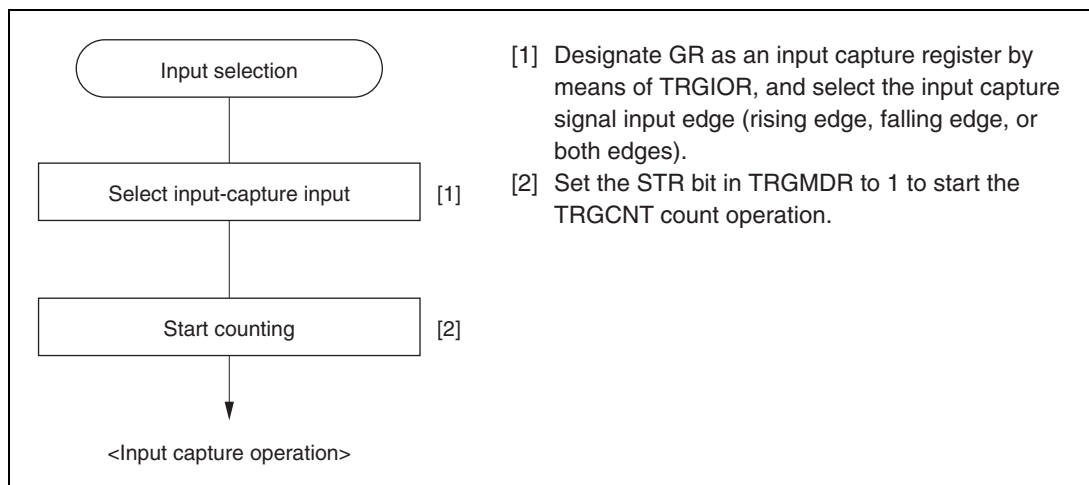 Input selection
Select input-capture input [1]
Start counting [2]
<Input capture operation>
[1] Designate GR as an input capture register by
means of TRGIOR, and select the input capture
signal input edge (rising edge, falling edge, or
both edges).
[2] Set the STR bit in TRGMDR to 1 to start the
TRGCNT count operation.